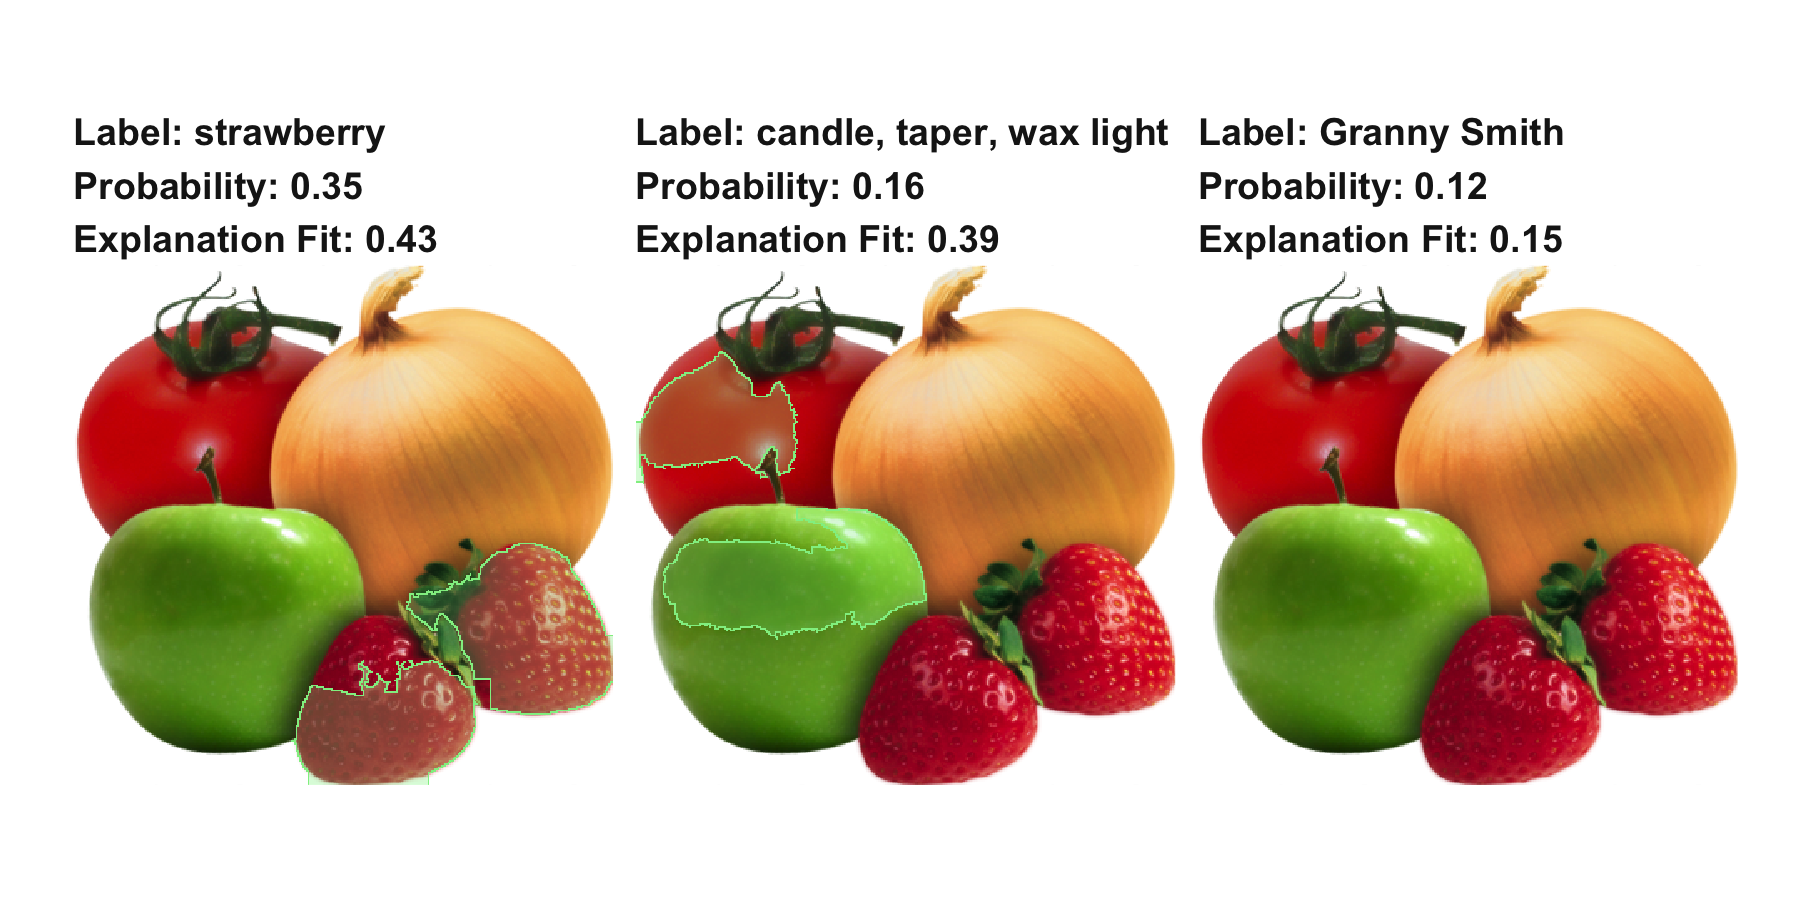 Label: strawberry
Probability: 0.35
Explanation Fit: 0.43
Label: candle, taper, wax light
Probability: 0.16
Explanation Fit: 0.39
Label: Granny Smith
Probability: 0.12
Explanation Fit: 0.15